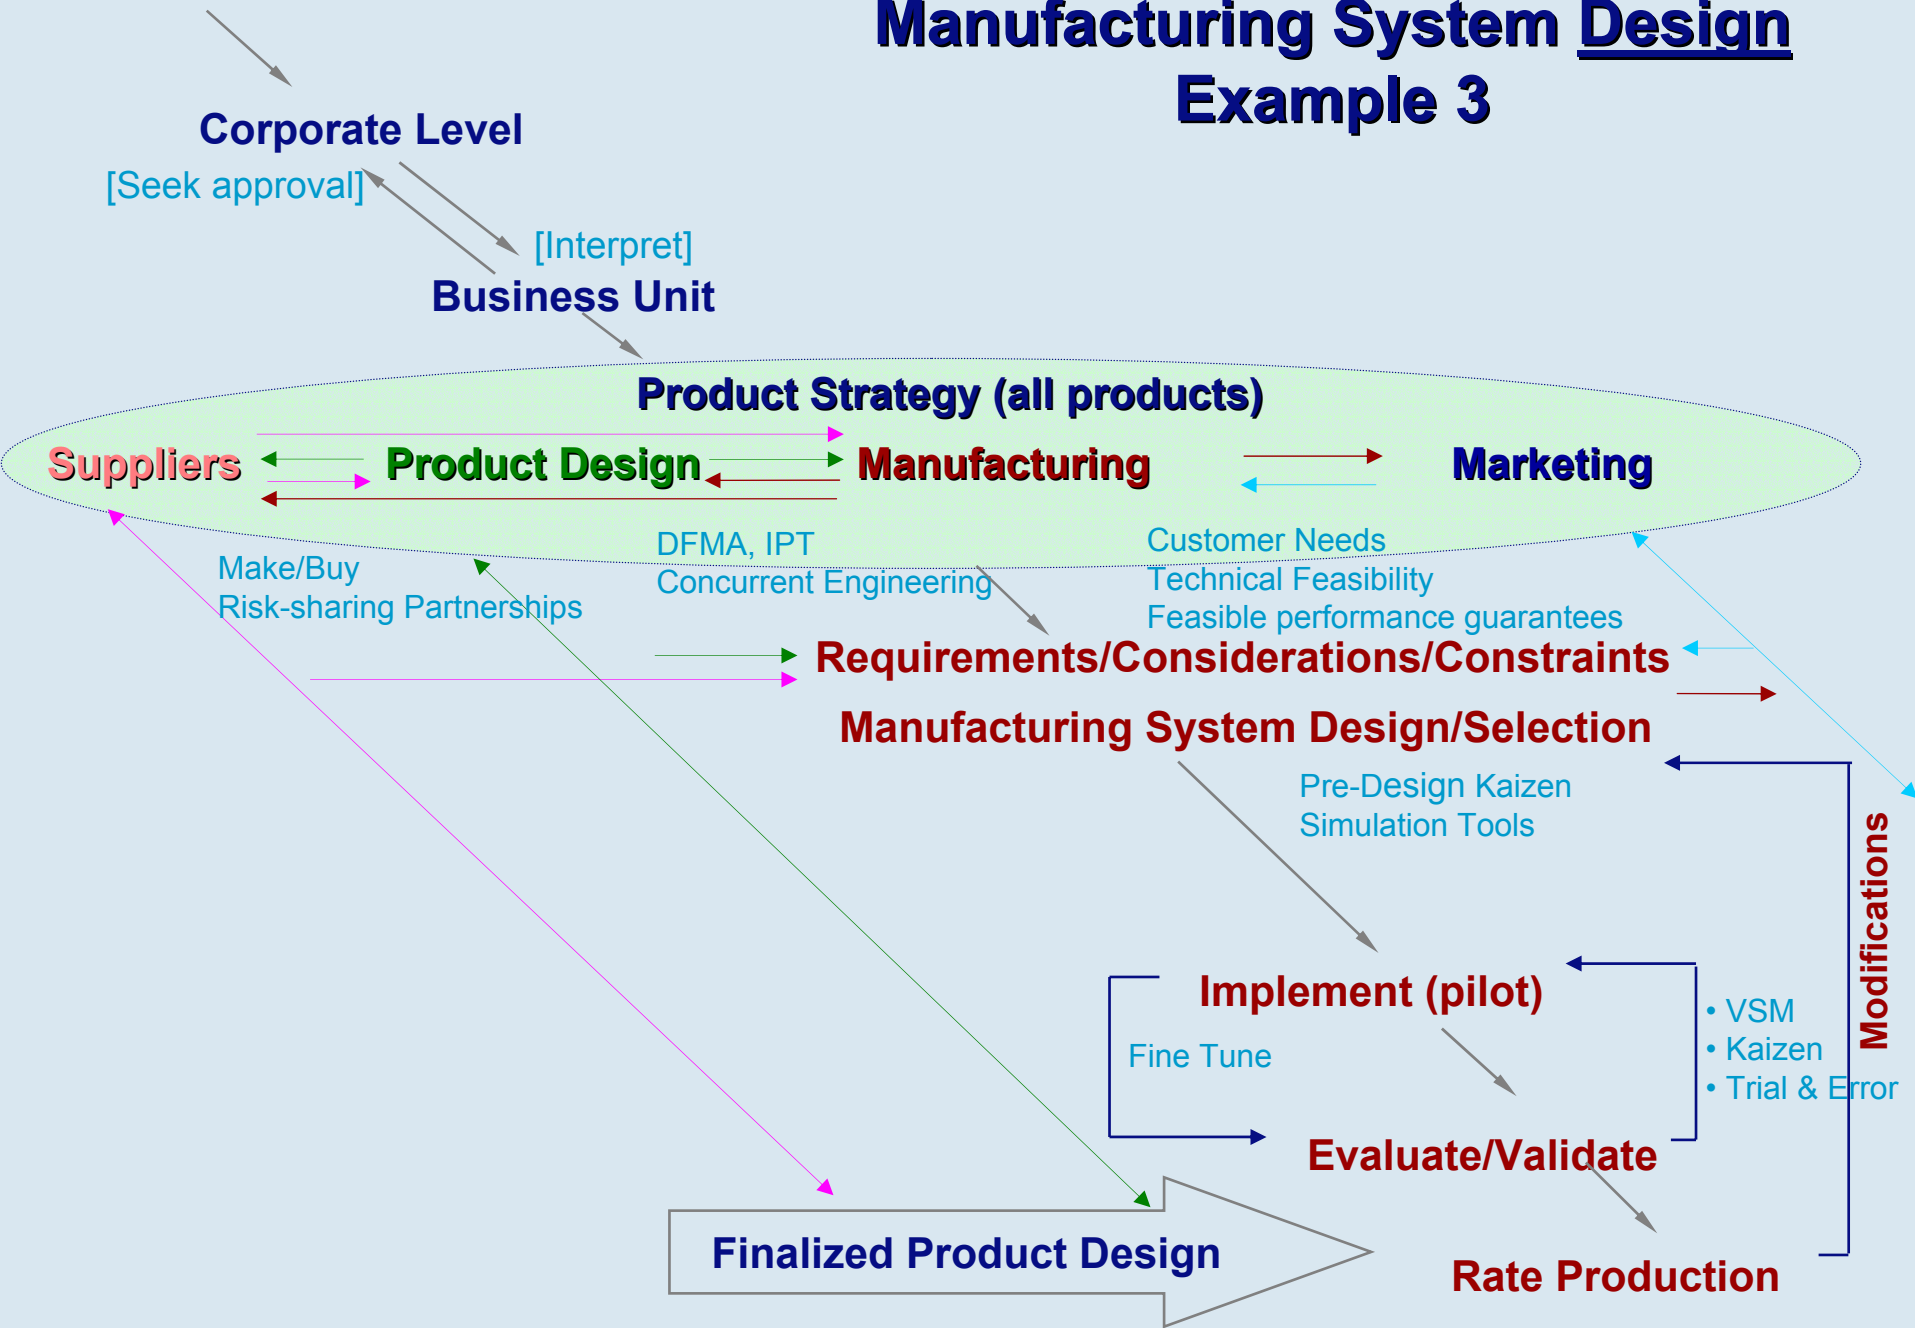 Manufacturing System Design
Example 3
Corporate Level
[Seek approval]
[Interpret]
Business Unit
Product Strategy (all products)
Suppliers
Product Design
Manufacturing
Marketing
Make/Buy
Risk-sharing Partnerships
DFMA, IPT
Concurrent Engineering
Customer Needs
Technical Feasibility
Feasible performance guarantees
Requirements/Considerations/Constraints
Manufacturing System Design/Selection
Pre-Design Kaizen
Simulation Tools
Modifications
Implement (pilot)
Fine Tune
• VSM
• Kaizen
• Trial & Error
Evaluate/Validate
Finalized Product Design
Rate Production